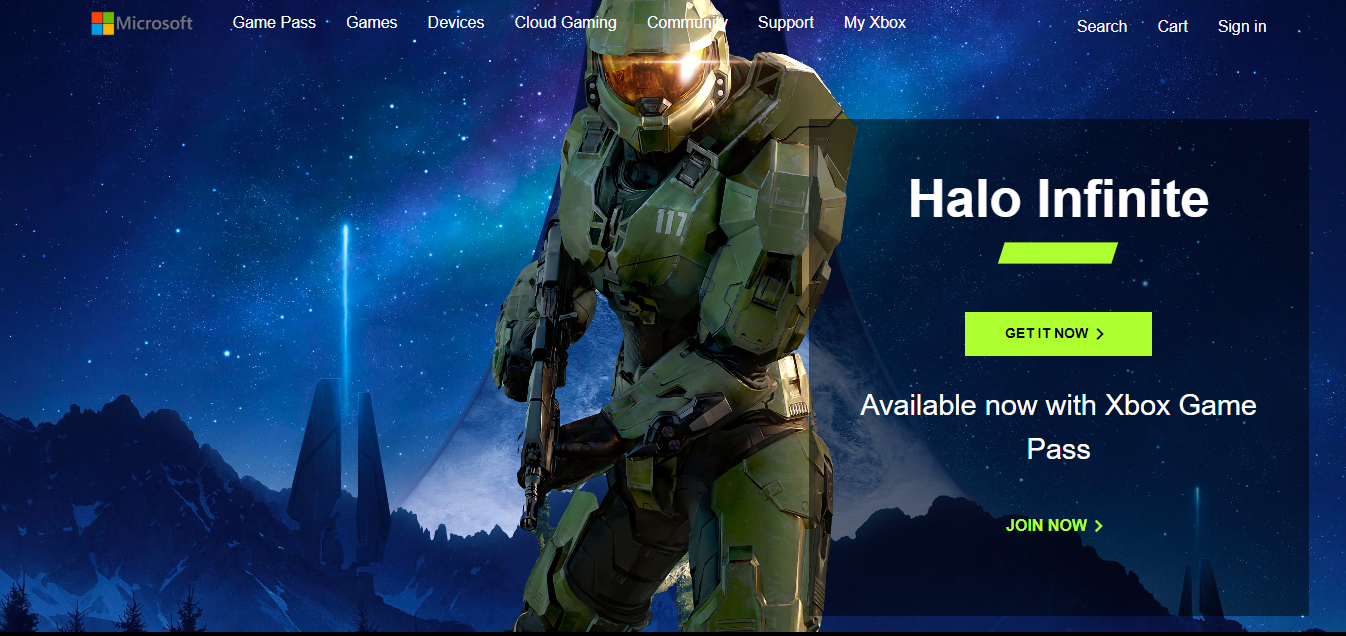 Microsoft Game Pass Games Devices Cloud Gaming Community Support My Xbox Search Cart Sign in
117
Halo Infinite
GET IT NOW
Available now with Xbox Game
Pass
JOIN NOW